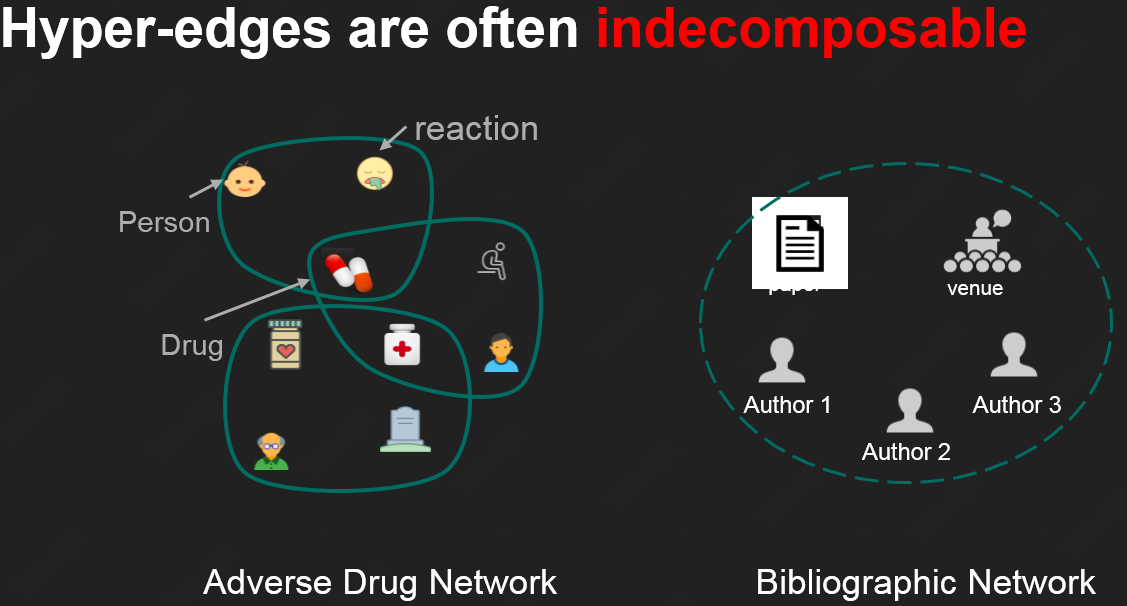 Hyper-edges are often indecomposable
reaction
Person
Drug
paper
venue
Author 1
Author 3
Author 2
Adverse Drug Network
Bibliographic Network